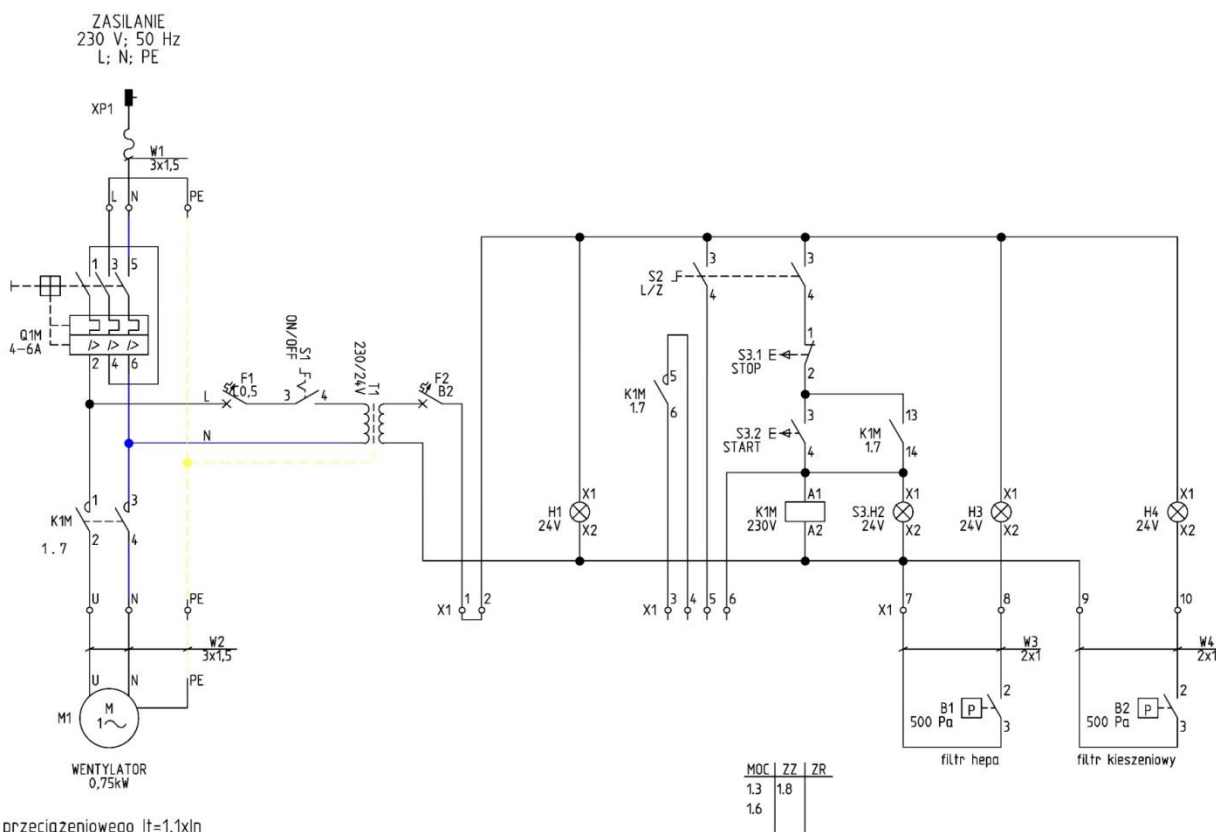 ZASILANIE
230 V; 50 Hz
L; N; PE
XP1
W1
3x1,5
L N PE
1 3 5
Q1M
4-6A
I> I> I>
2 4 6
L
F1
C0,5
ON/OFF
S1
3 4
230/24V
T1
F2
B2
N
K1M
1.7
1 3
2 4
U N PE
W2
3x1,5
U N PE
M1
M
1~
WENTYLATOR
0,75kW
X1 1 2
H1
24V
X1
X2
K1M
1.7
5
6
S2
L/Z
3
4
3
4
S3.1 E
STOP
1
2
S3.2 E
START
3
4
K1M
1.7
13
14
K1M
230V
A1
A2
S3.H2
24V
X1
X2
H3
24V
X1
X2
H4
24V
X1
X2
X1 3 4 5 6
X1 7 8 9 10
W3
2x1
W4
2x1
B1
500 Pa
P
2
3
B2
500 Pa
P
2
3
filtr hepa
filtr kieszeniowy
MOC ZZ ZR
1.3 1.8
1.6
przeciążeniowego It=1,1xIn